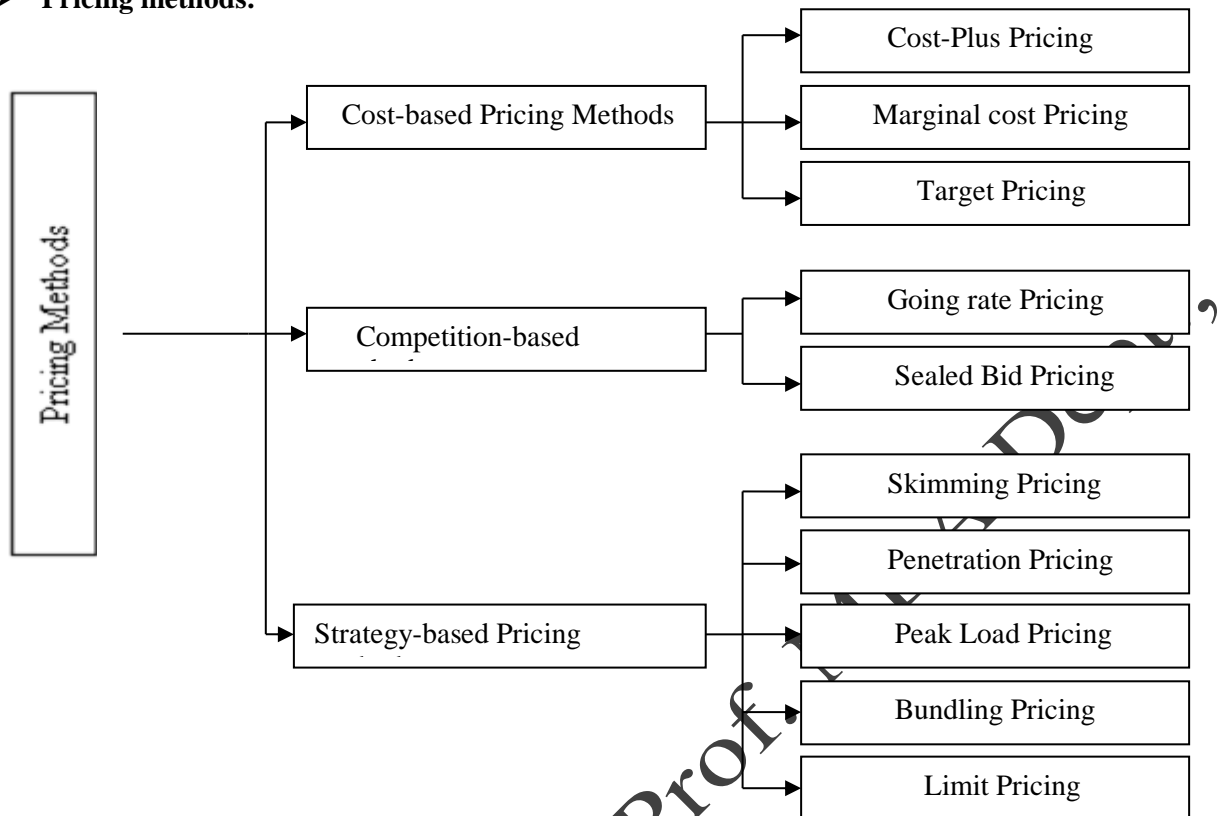 Pricing methods:
Pricing Methods
Cost-based Pricing Methods
Cost-Plus Pricing
Marginal cost Pricing
Target Pricing
Competition-based
Going rate Pricing
Sealed Bid Pricing
Strategy-based Pricing
Skimming Pricing
Penetration Pricing
Peak Load Pricing
Bundling Pricing
Limit Pricing
Prof.